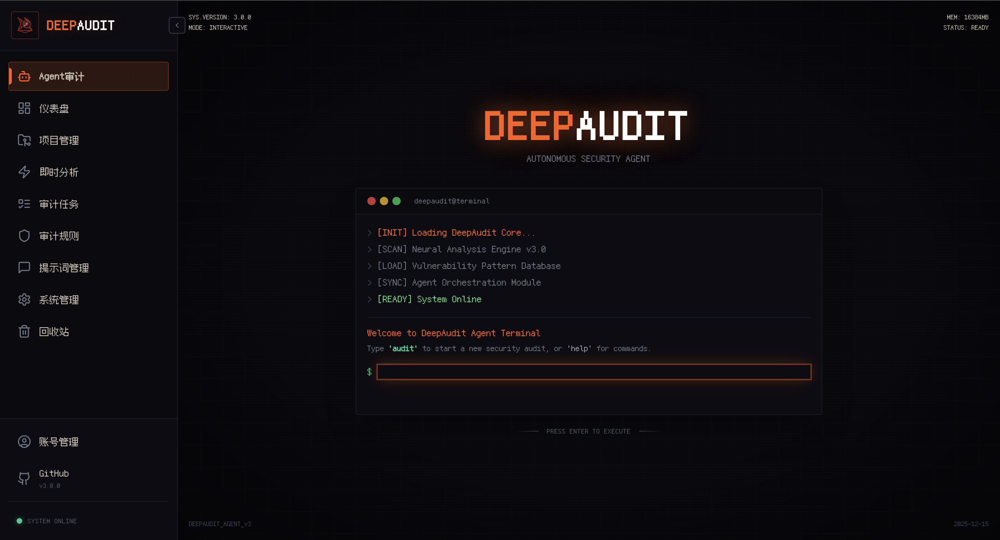 DEEPAUDIT
Agent审计
仪表盘
项目管理
即时分析
审计任务
审计规则
提示词管理
系统管理
回收站
账号管理
GitHub
v3.0.0
SYSTEM ONLINE
SYS.VERSION: 3.0.0
MODE: INTERACTIVE
MEM: 16384MB
STATUS: READY
DEEPAUDIT
AUTONOMOUS SECURITY AGENT
deepaudit@terminal
> [INIT] Loading DeepAudit Core...
> [SCAN] Neural Analysis Engine v3.0
> [LOAD] Vulnerability Pattern Database
> [SYNC] Agent Orchestration Module
> [READY] System Online
Welcome to DeepAudit Agent Terminal
Type 'audit' to start a new security audit, or 'help' for commands.
$
PRESS ENTER TO EXECUTE
DEEPAUDIT_AGENT_v3
2025-12-15